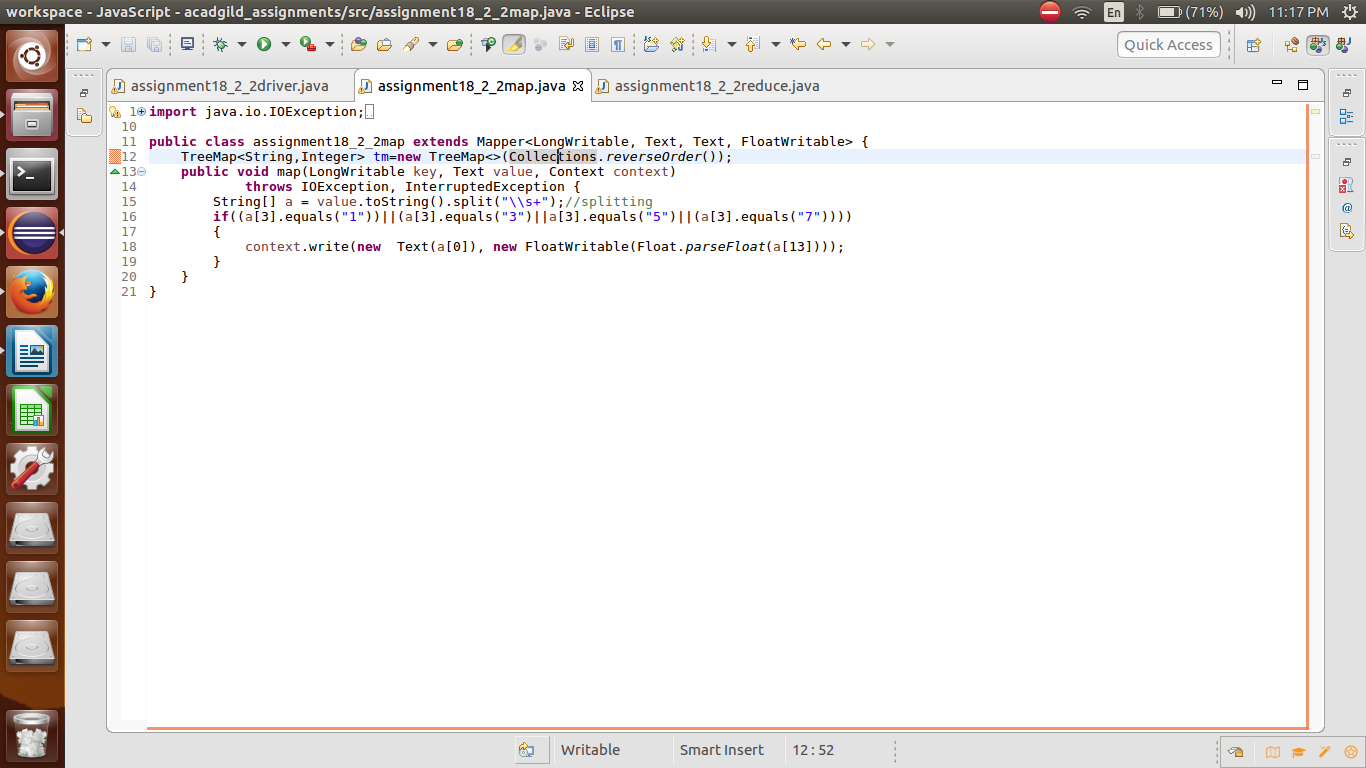 workspace - JavaScript - acadgild_assignments/src/assignment18_2_2map.java - Eclipse
En (71%) 11:17 PM
Quick Access
assignment18_2_2driver.java assignment18_2_2map.java assignment18_2_2reduce.java
1 import java.io.IOException;
10
11 public class assignment18_2_2map extends Mapper<LongWritable, Text, Text, FloatWritable> {
12 TreeMap<String,Integer> tm=new TreeMap<>(Collections.reverseOrder());
13 public void map(LongWritable key, Text value, Context context)
14 throws IOException, InterruptedException {
15 String[] a = value.toString().split("\\s+");//splitting
16 if((a[3].equals("1"))||(a[3].equals("3")||a[3].equals("5")||(a[3].equals("7"))))
17 {
18 context.write(new  Text(a[0]), new FloatWritable(Float.parseFloat(a[13])));
19 }
20 }
21 }
Writable Smart Insert 12 : 52